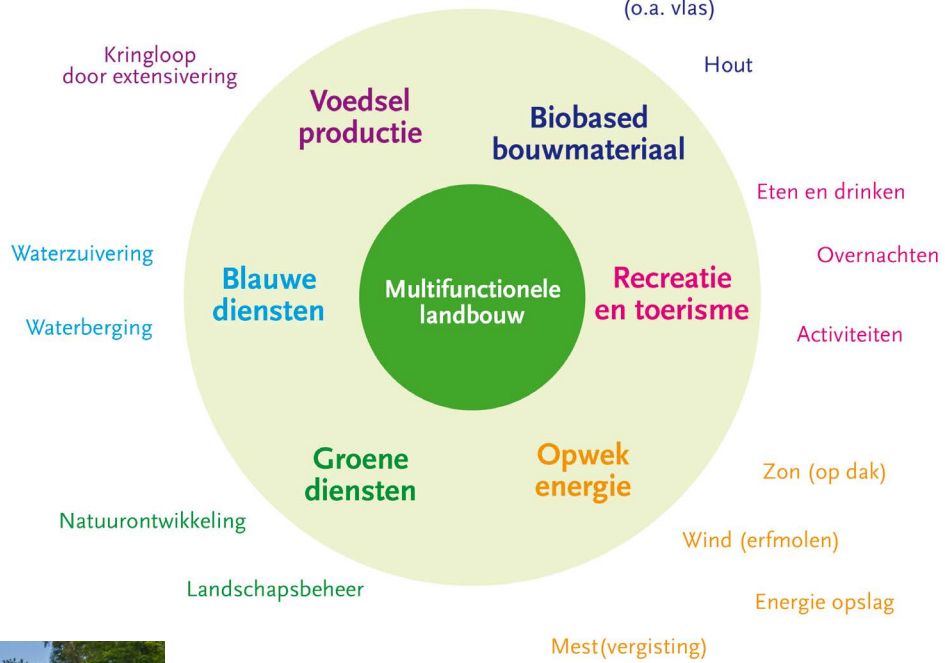 (o.a. vlas)
Hout
Kringloop
door extensivering
Voedsel
productie
Biobased
bouwmateriaal
Eten en drinken
Overnachten
Activiteiten
Waterzuivering
Waterberging
Blauwe
diensten
Multifunctionele
landbouw
Recreatie
en toerisme
Groene
diensten
Opwek
energie
Zon (op dak)
Wind (erfmolen)
Energie opslag
Mest(vergisting)
Natuurontwikkeling
Landschapsbeheer